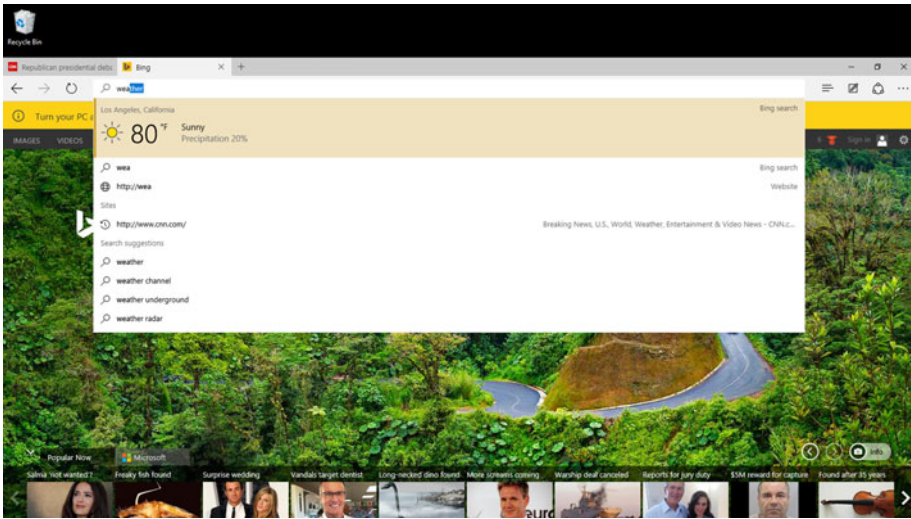 Recycle Bin
Republican presidential deba
Bing
weather
Turn your PC
Los Angeles, California
Bing search
80 °F
Sunny
Precipitation 20%
IMAGES VIDEOS
6
Sign in
wea
Bing search
http://wea
Website
Sites
http://www.cnn.com/
Breaking News, U.S., World, Weather, Entertainment & Video News - CNN.c...
Search suggestions
weather
weather channel
weather underground
weather radar
Popular Now
Microsoft
Info
Salma 'not wanted'?
Freaky fish found
Surprise wedding
Vandals target dentist
Long-necked dino found
More screams coming
Warship deal canceled
Reports for jury duty
$5M reward for capture
Found after 35 years